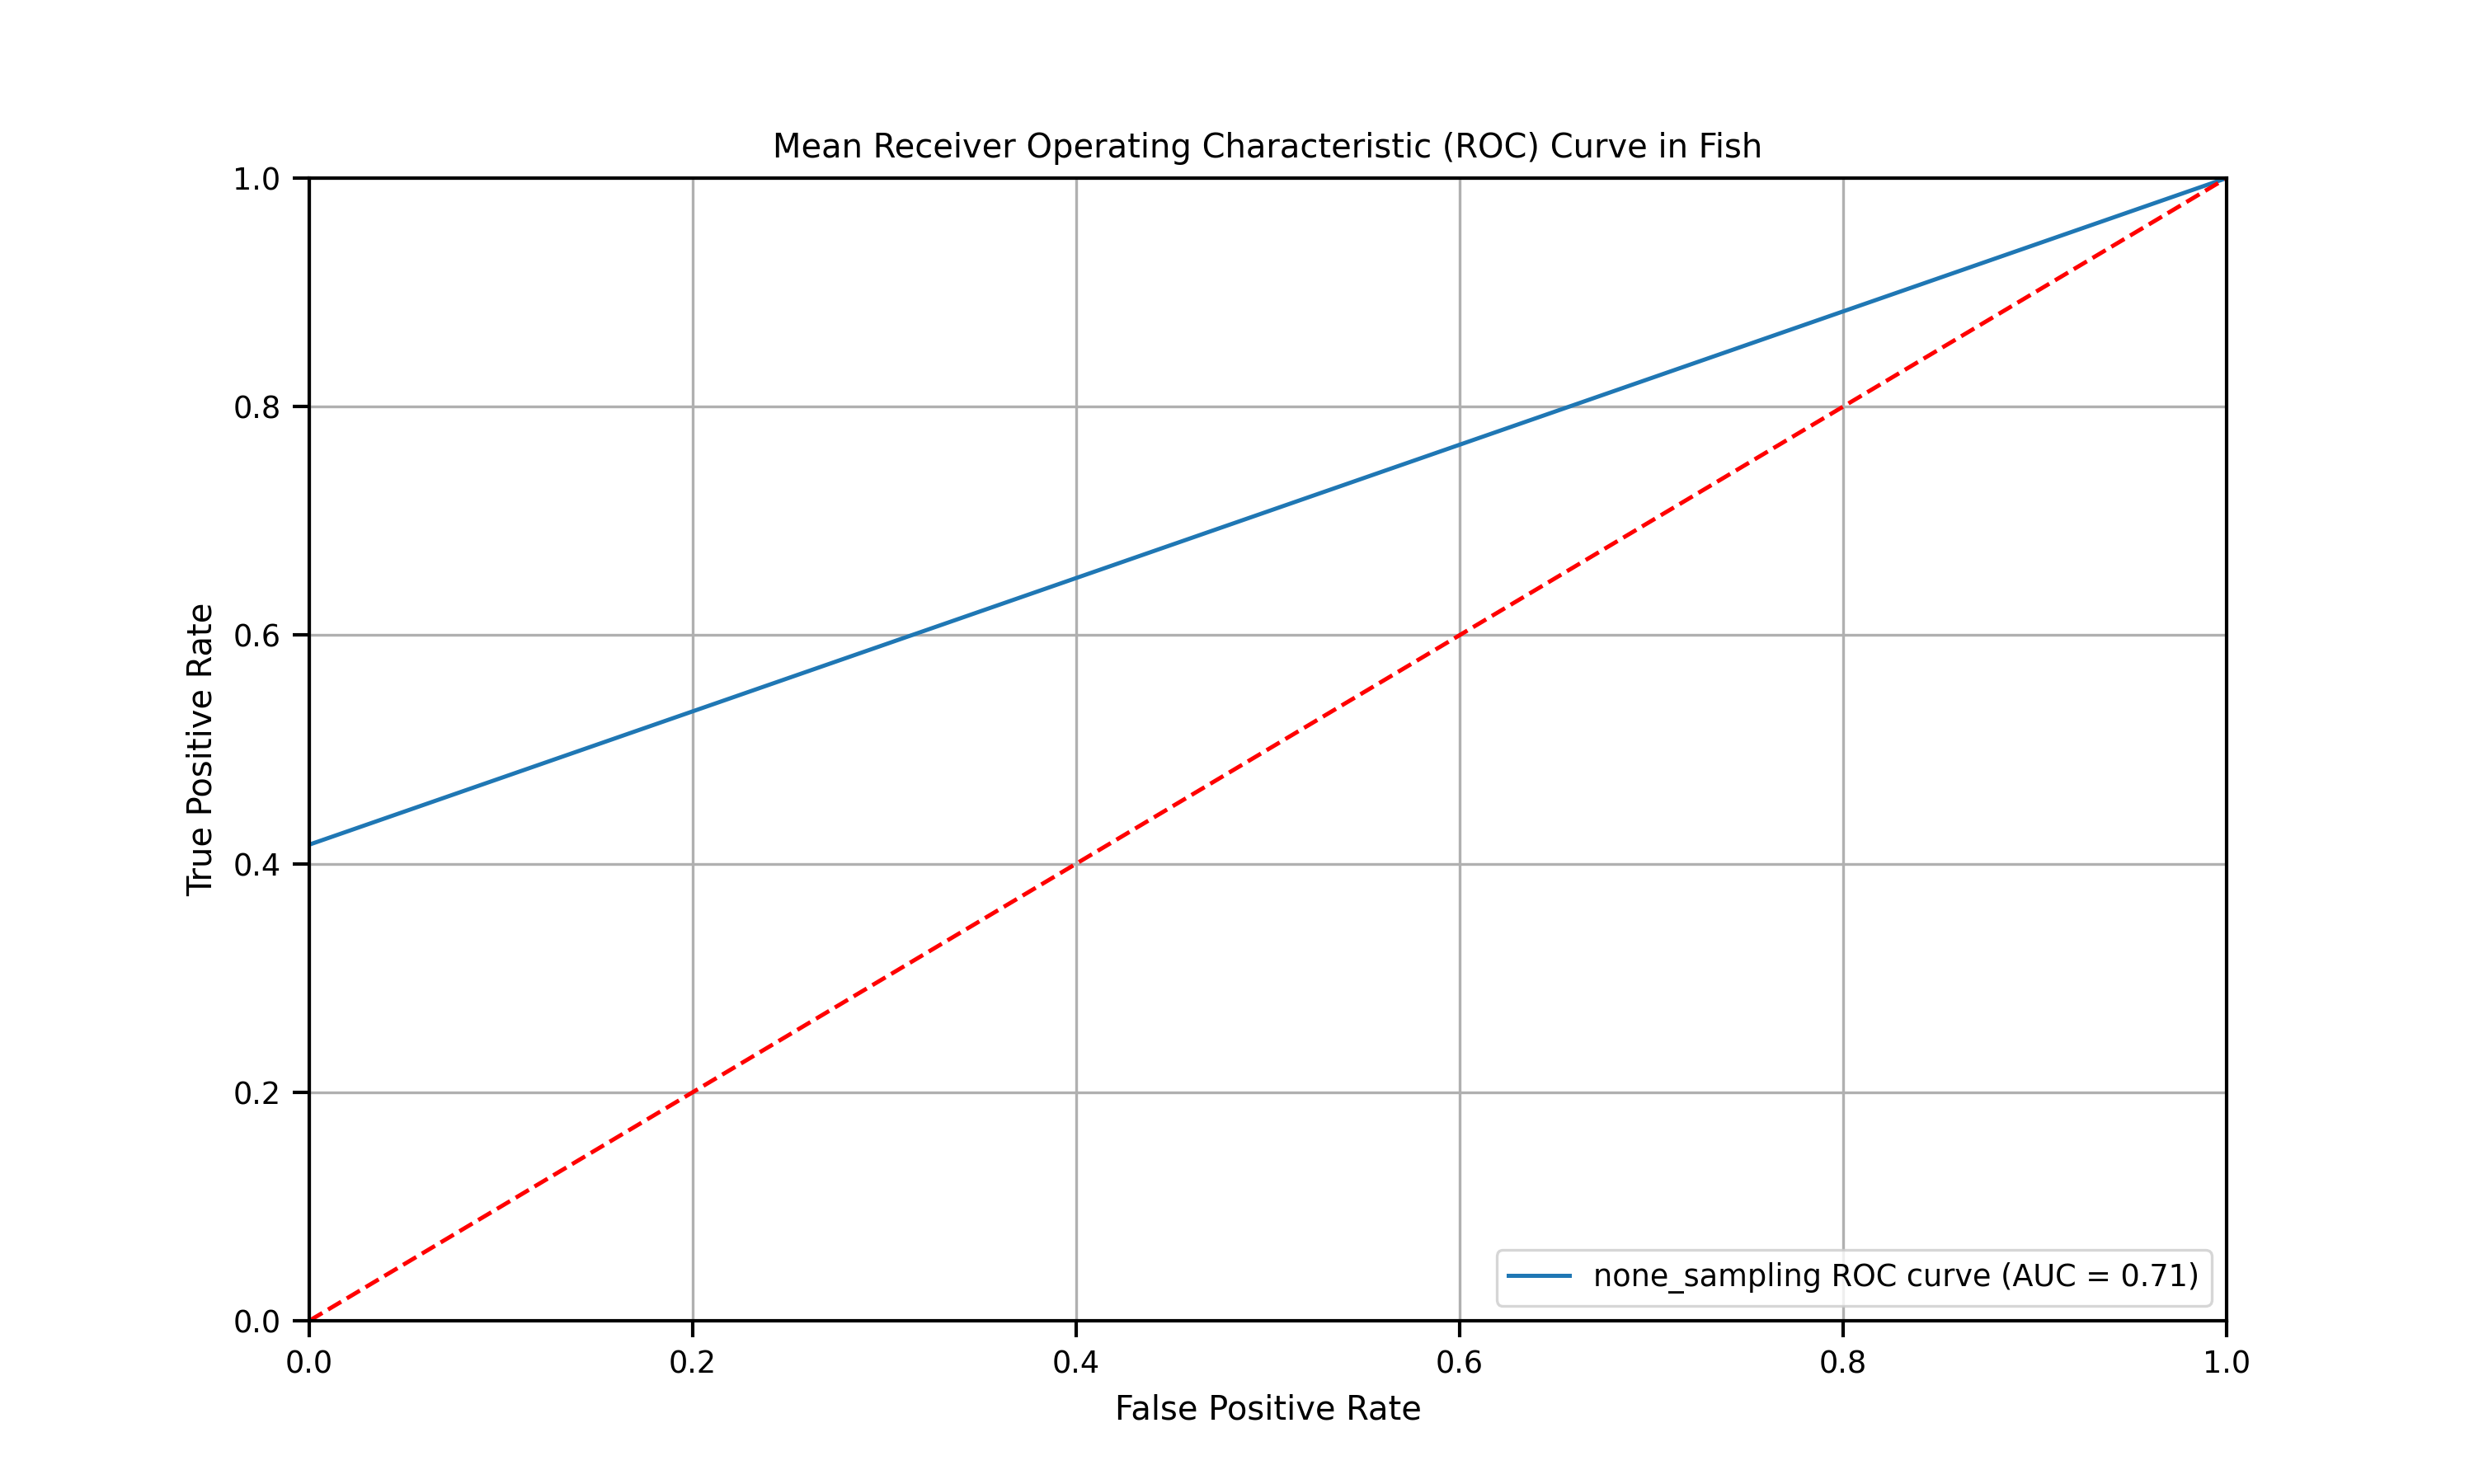 Mean Receiver Operating Characteristic (ROC) Curve in Fish
1.0
0.8
0.6
0.4
0.2
0.0
True Positive Rate
none_sampling ROC curve (AUC = 0.71)
0.0 0.2 0.4 0.6 0.8 1.0
False Positive Rate